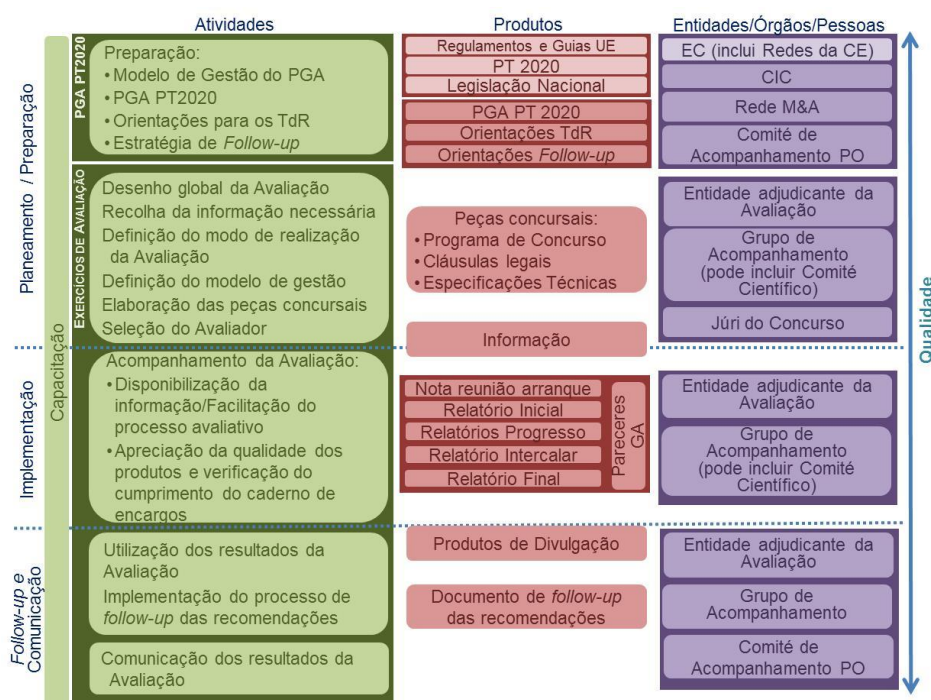 Atividades
Produtos
Entidades/Órgãos/Pessoas
Planeamento / Preparação
Implementação
Follow-up e
Comunicação
Capacitação
PGA PT2020
Preparação:
•Modelo de Gestão do PGA
•PGA PT2020
•Orientações para os TdR
•Estratégia de Follow-up
EXERCÍCIOS DE AVALIAÇÃO
Desenho global da Avaliação
Recolha da informação necessária
Definição do modo de realização
da Avaliação
Definição do modelo de gestão
Elaboração das peças concursais
Seleção do Avaliador
Acompanhamento da Avaliação:
•Disponibilização da
informação/Facilitação do
processo avaliativo
•Apreciação da qualidade dos
produtos e verificação do
cumprimento do caderno de
encargos
Utilização dos resultados da
Avaliação
Implementação do processo de
follow-up das recomendações
Comunicação dos resultados da
Avaliação
Regulamentos e Guias UE
PT 2020
Legislação Nacional
PGA PT 2020
Orientações TdR
Orientações Follow-up
Peças concursais:
•Programa de Concurso
•Cláusulas legais
•Especificações Técnicas
Informação
Nota reunião arranque
Relatório Inicial
Relatórios Progresso
Relatório Intercalar
Relatório Final
Pareceres
GA
Produtos de Divulgação
Documento de follow-up
das recomendações
EC (inclui Redes da CE)
CIC
Rede M&A
Comité de
Acompanhamento PO
Entidade adjudicante da
Avaliação
Grupo de
Acompanhamento
(pode incluir Comité
Científico)
Júri do Concurso
Entidade adjudicante da
Avaliação
Grupo de
Acompanhamento
(pode incluir Comité
Científico)
Entidade adjudicante da
Avaliação
Grupo de
Acompanhamento
Comité de
Acompanhamento PO
Qualidade